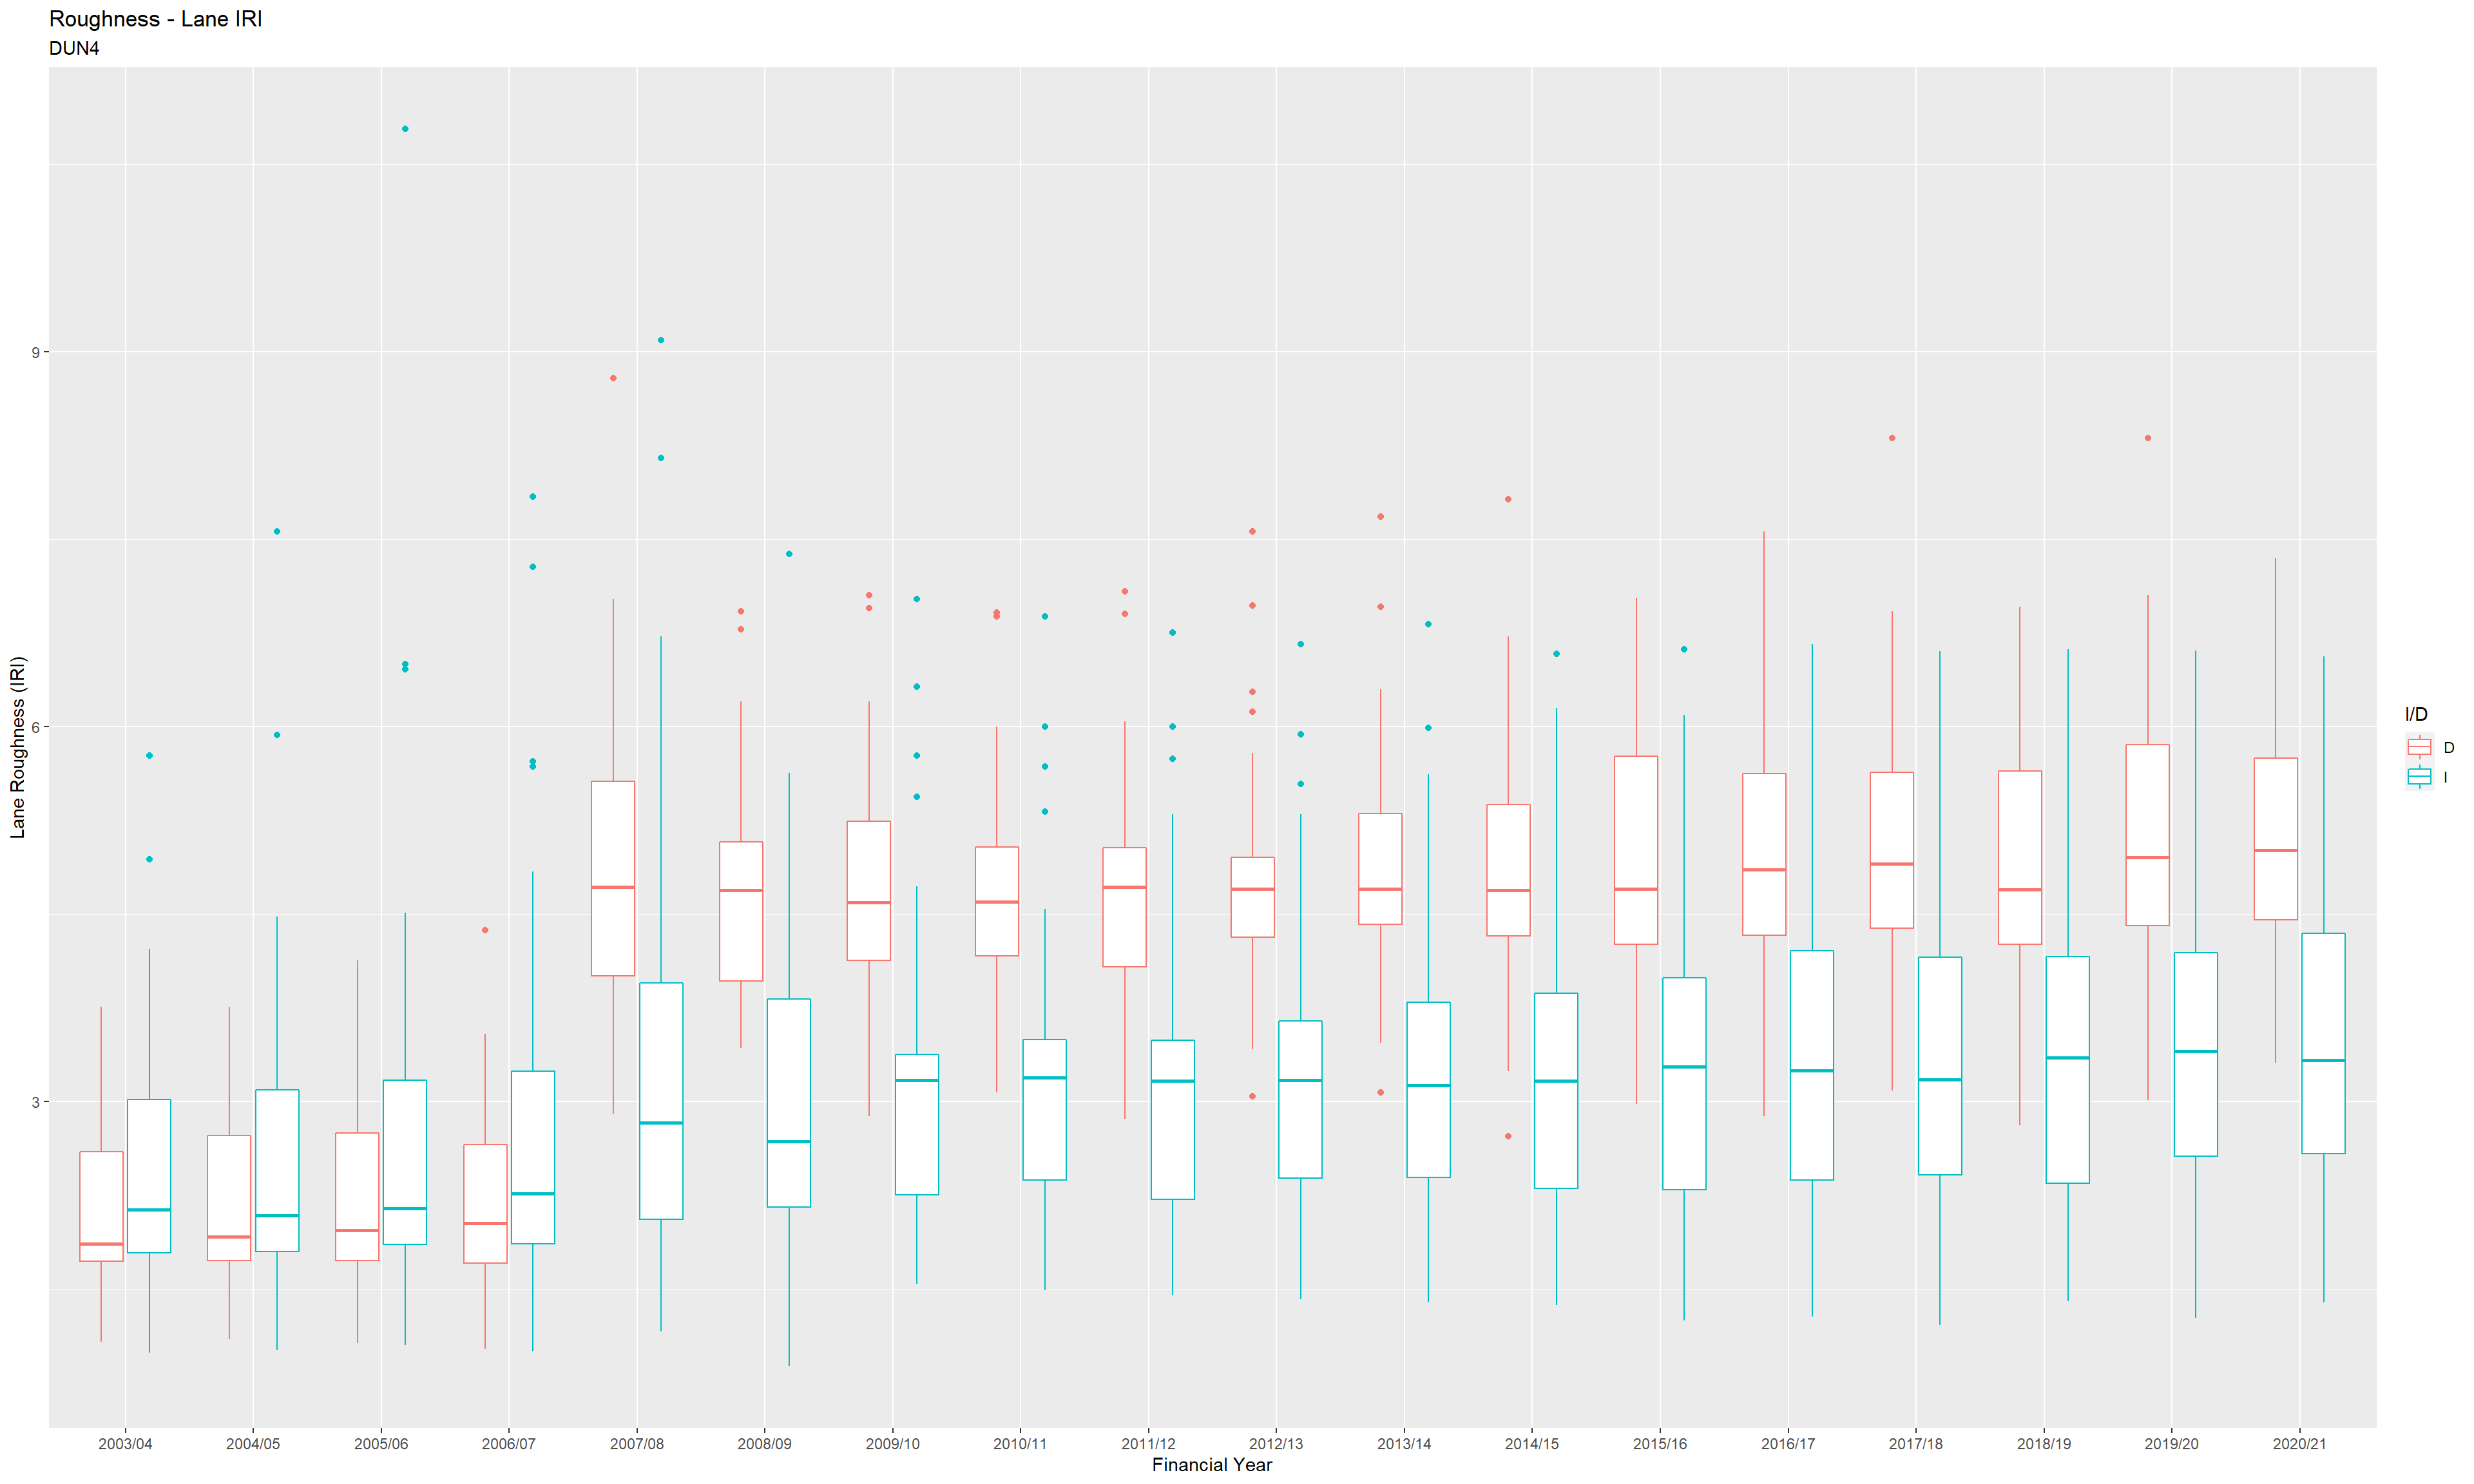 Roughness - Lane IRI
DUN4
Lane Roughness (IRI)
9
6
3
2003/04 2004/05 2005/06 2006/07 2007/08 2008/09 2009/10 2010/11 2011/12 2012/13 2013/14 2014/15 2015/16 2016/17 2017/18 2018/19 2019/20 2020/21
Financial Year
I/D
D
I